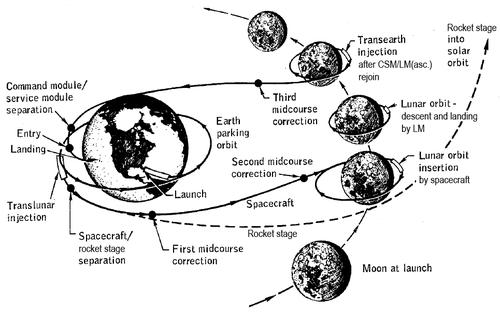 Rocket stage
into
solar
orbit
Transearth
injection
after CSM/LM(asc.)
rejoin
Command module/
service module
separation
Third
midcourse
correction
Lunar orbit -
descent and landing
by LM
Entry
Landing
Earth
parking
orbit
Second midcourse
correction
Lunar orbit
insertion
by spacecraft
Launch
Translunar
injection
Spacecraft
Rocket stage
Spacecraft/
rocket stage
separation
First midcourse
correction
Moon at launch